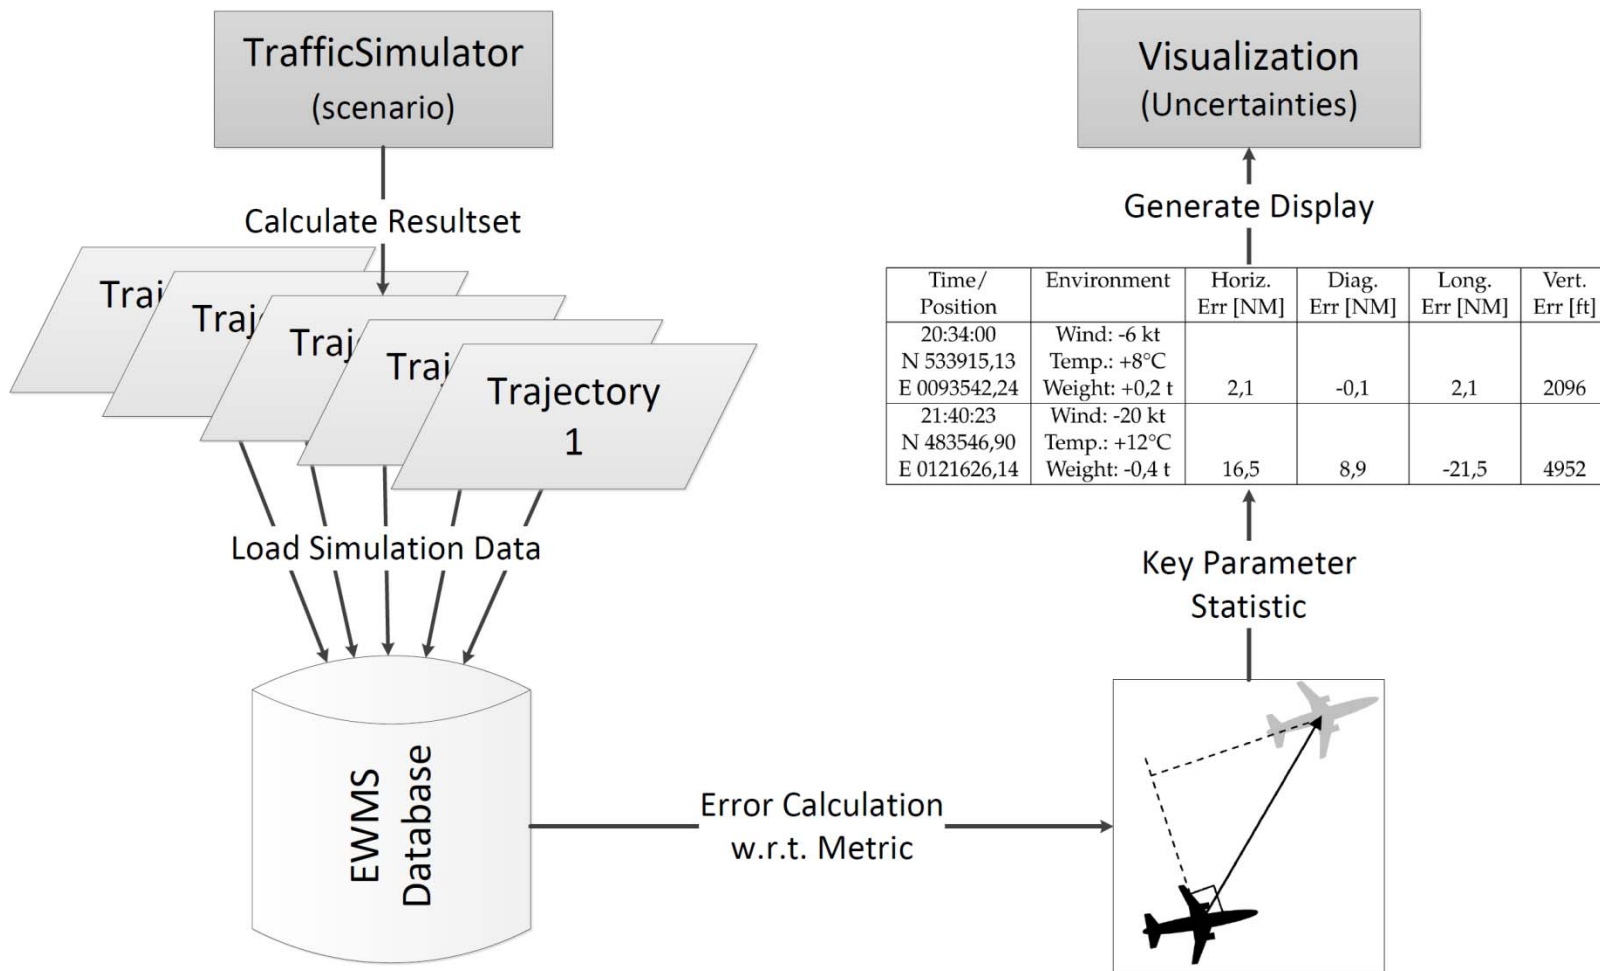 TrafficSimulator
(scenario)
Calculate Resultset
Traj
Traj
Traj
Traj
Trajectory
1
Load Simulation Data
EWMS
Database
Error Calculation
w.r.t. Metric
Key Parameter
Statistic
Time/ Environment Horiz. Diag. Long. Vert.
Position Err [NM] Err [NM] Err [NM] Err [ft]
20:34:00 Wind: -6 kt
N 533915,13 Temp.: +8°C
E 0093542,24 Weight: +0,2 t 2,1 -0,1 2,1 2096
21:40:23 Wind: -20 kt
N 483546,90 Temp.: +12°C
E 0121626,14 Weight: -0,4 t 16,5 8,9 -21,5 4952
Generate Display
Visualization
(Uncertainties)